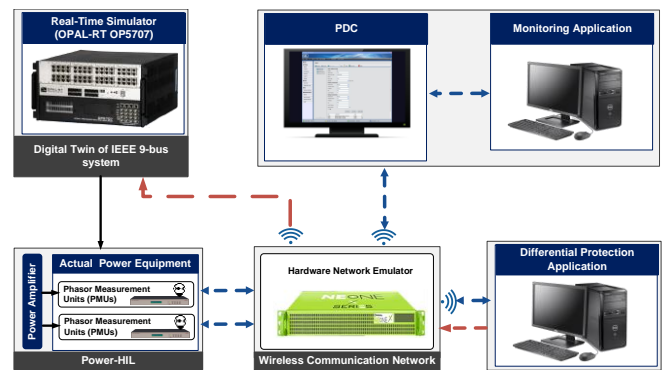 Real-Time Simulator
(OPAL-RT OP5707)
Digital Twin of IEEE 9-bus
system
PDC
Monitoring Application
Power Amplifier
Actual Power Equipment
Phasor Measurement
Units (PMUs)
Phasor Measurement
Units (PMUs)
Power-HIL
Hardware Network Emulator
NEONE
SERIES
Wireless Communication Network
Differential Protection
Application